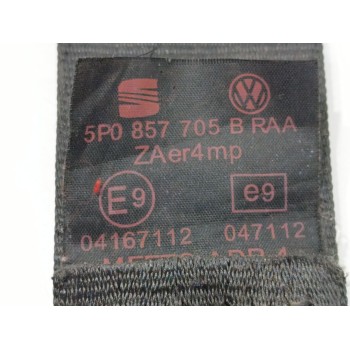 5P0 857 705 B RAA
ZAer4mp
E9 e9
04167112 047112